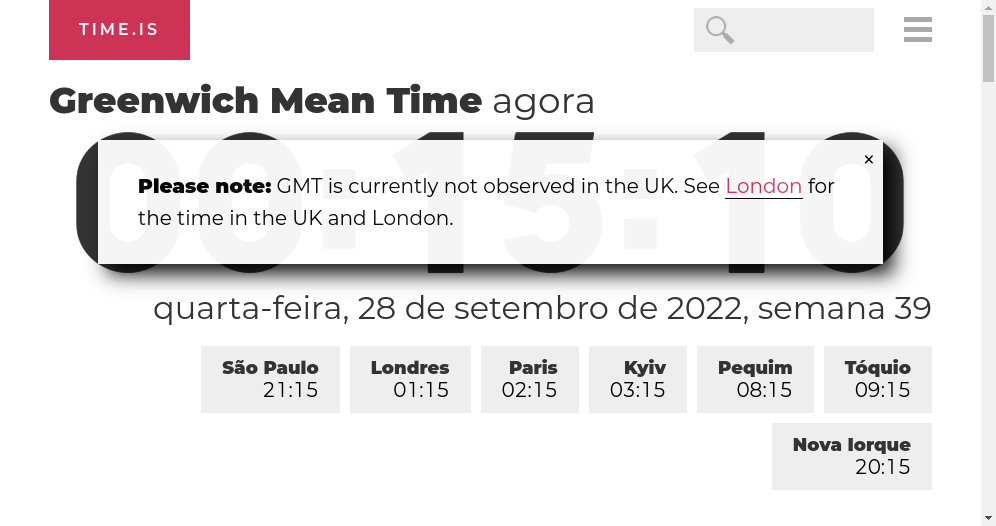 TIME.IS
Greenwich Mean Time agora
00:15:10
×
Please note: GMT is currently not observed in the UK. See London for
the time in the UK and London.
quarta-feira, 28 de setembro de 2022, semana 39
São Paulo
21:15
Londres
01:15
Paris
02:15
Kyiv
03:15
Pequim
08:15
Tóquio
09:15
Nova Iorque
20:15